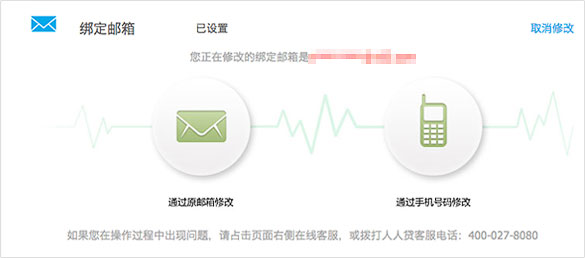 绑定邮箱 已设置 取消修改
您正在修改的绑定邮箱是
通过原邮箱修改 通过手机号码修改
如果您在操作过程中出现问题，请占击页面右侧在线客服，或拨打人人贷客服电话：400-027-8080